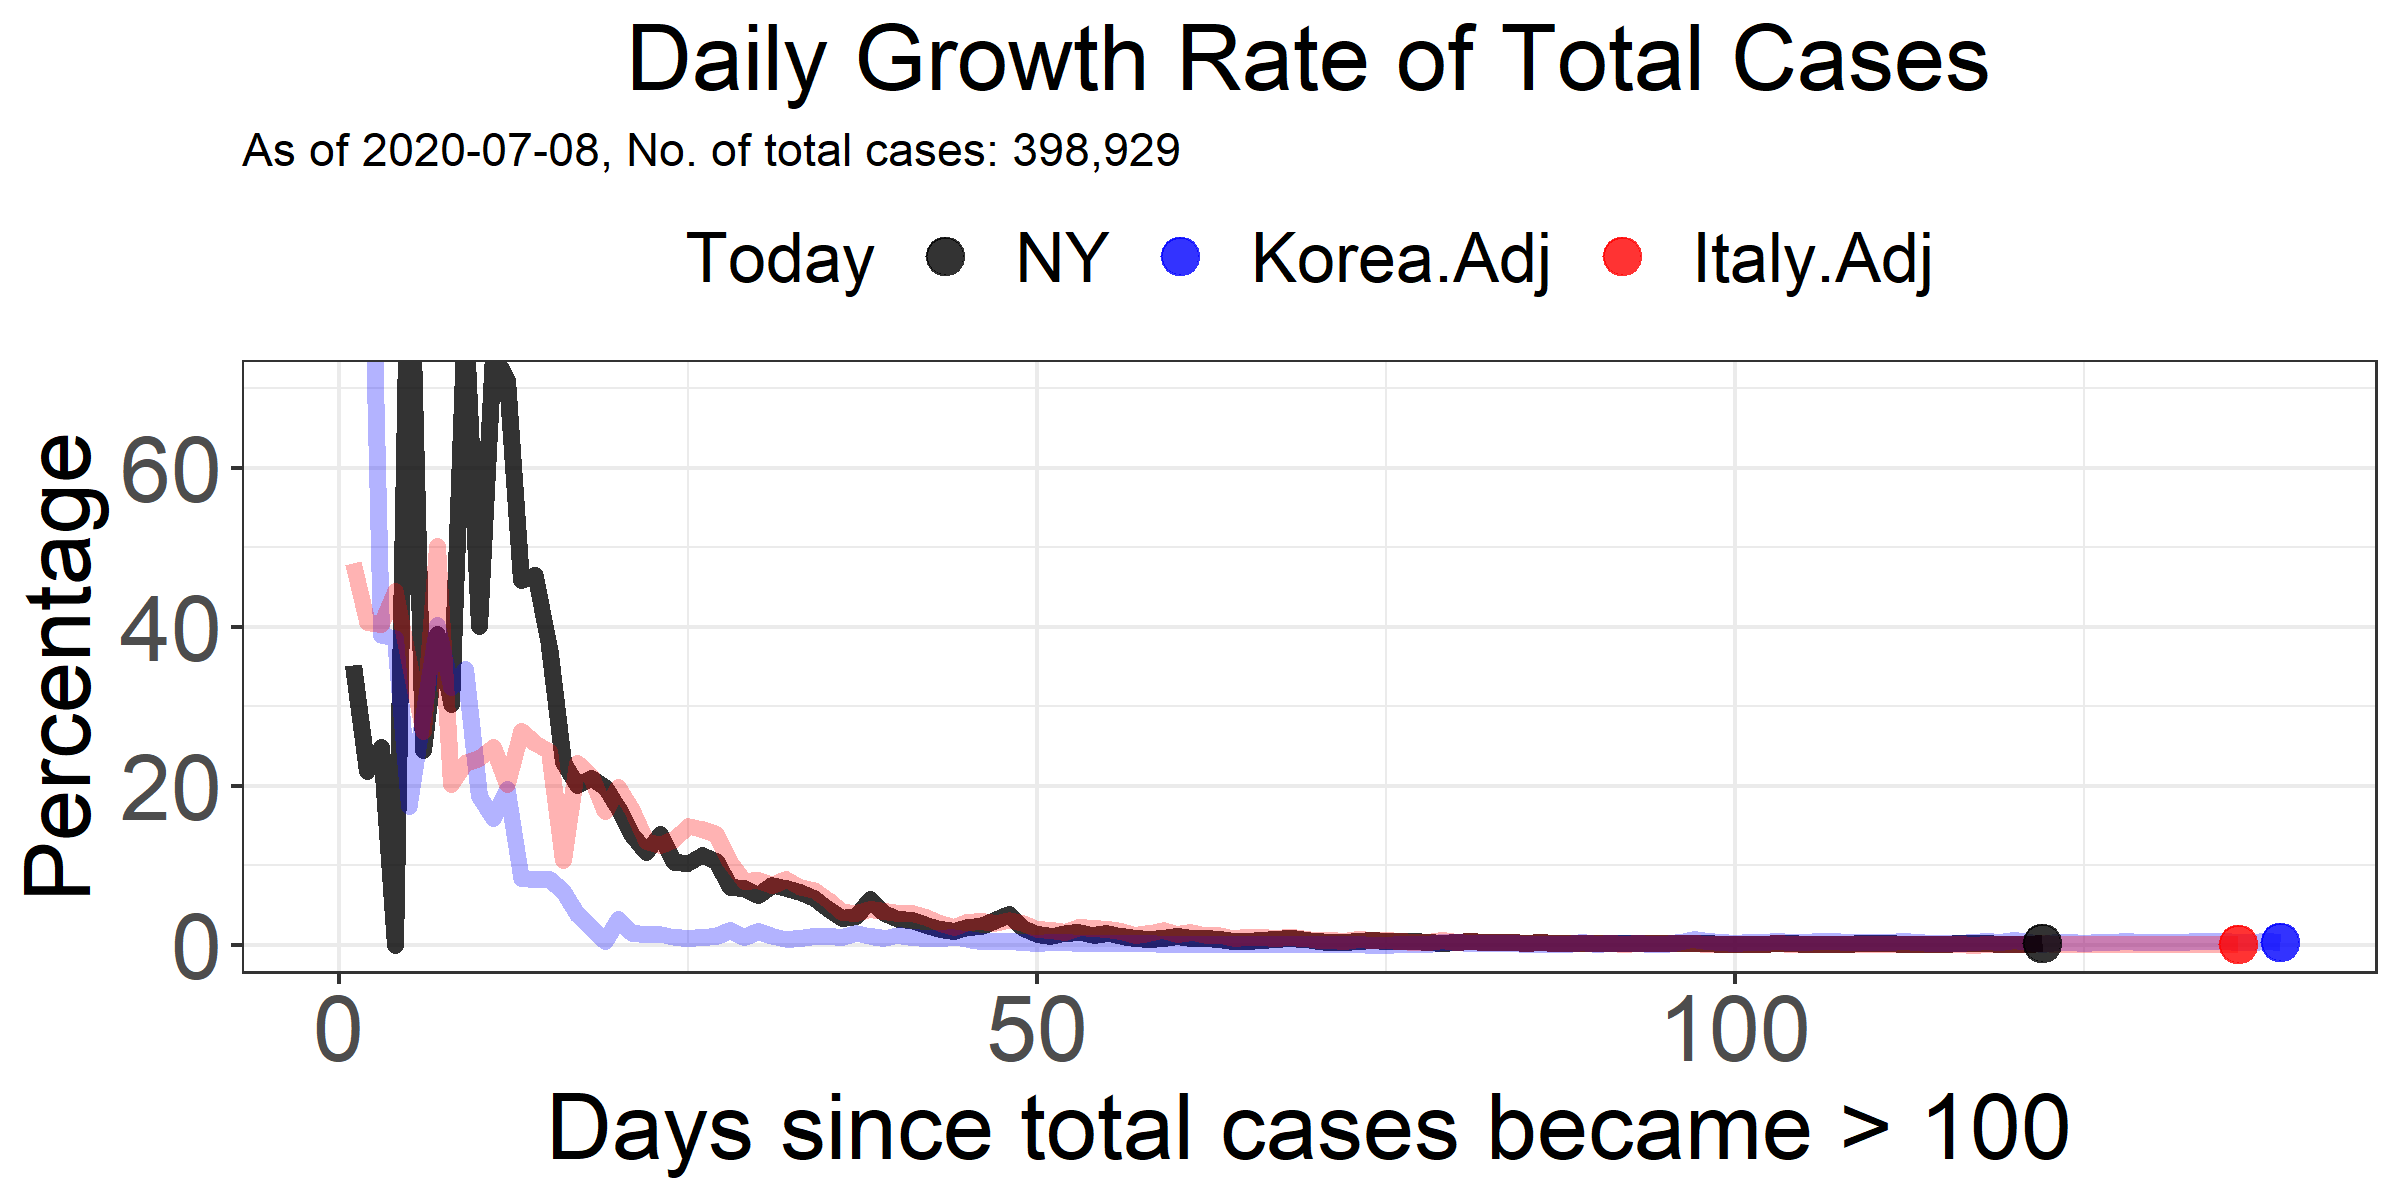 Daily Growth Rate of Total Cases
As of 2020-07-08, No. of total cases: 398,929
Today NY Korea.Adj Italy.Adj
Percentage
60
40
20
0
0 50 100
Days since total cases became > 100